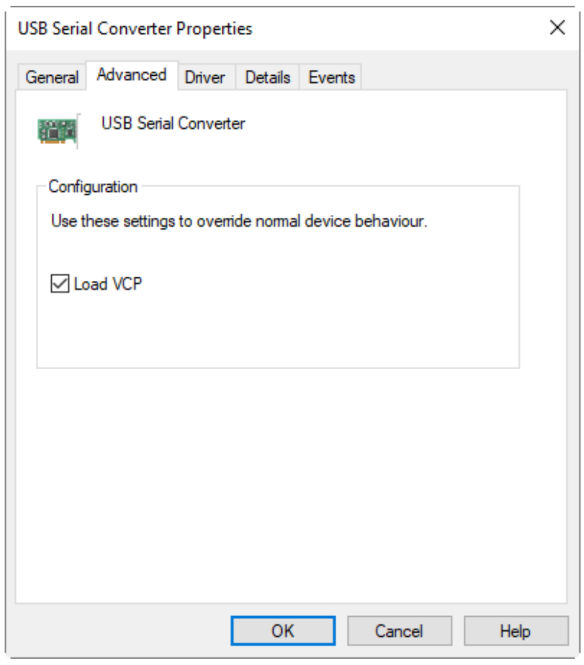 USB Serial Converter Properties
General Advanced Driver Details Events
USB Serial Converter
Configuration
Use these settings to override normal device behaviour.
Load VCP
OK Cancel Help